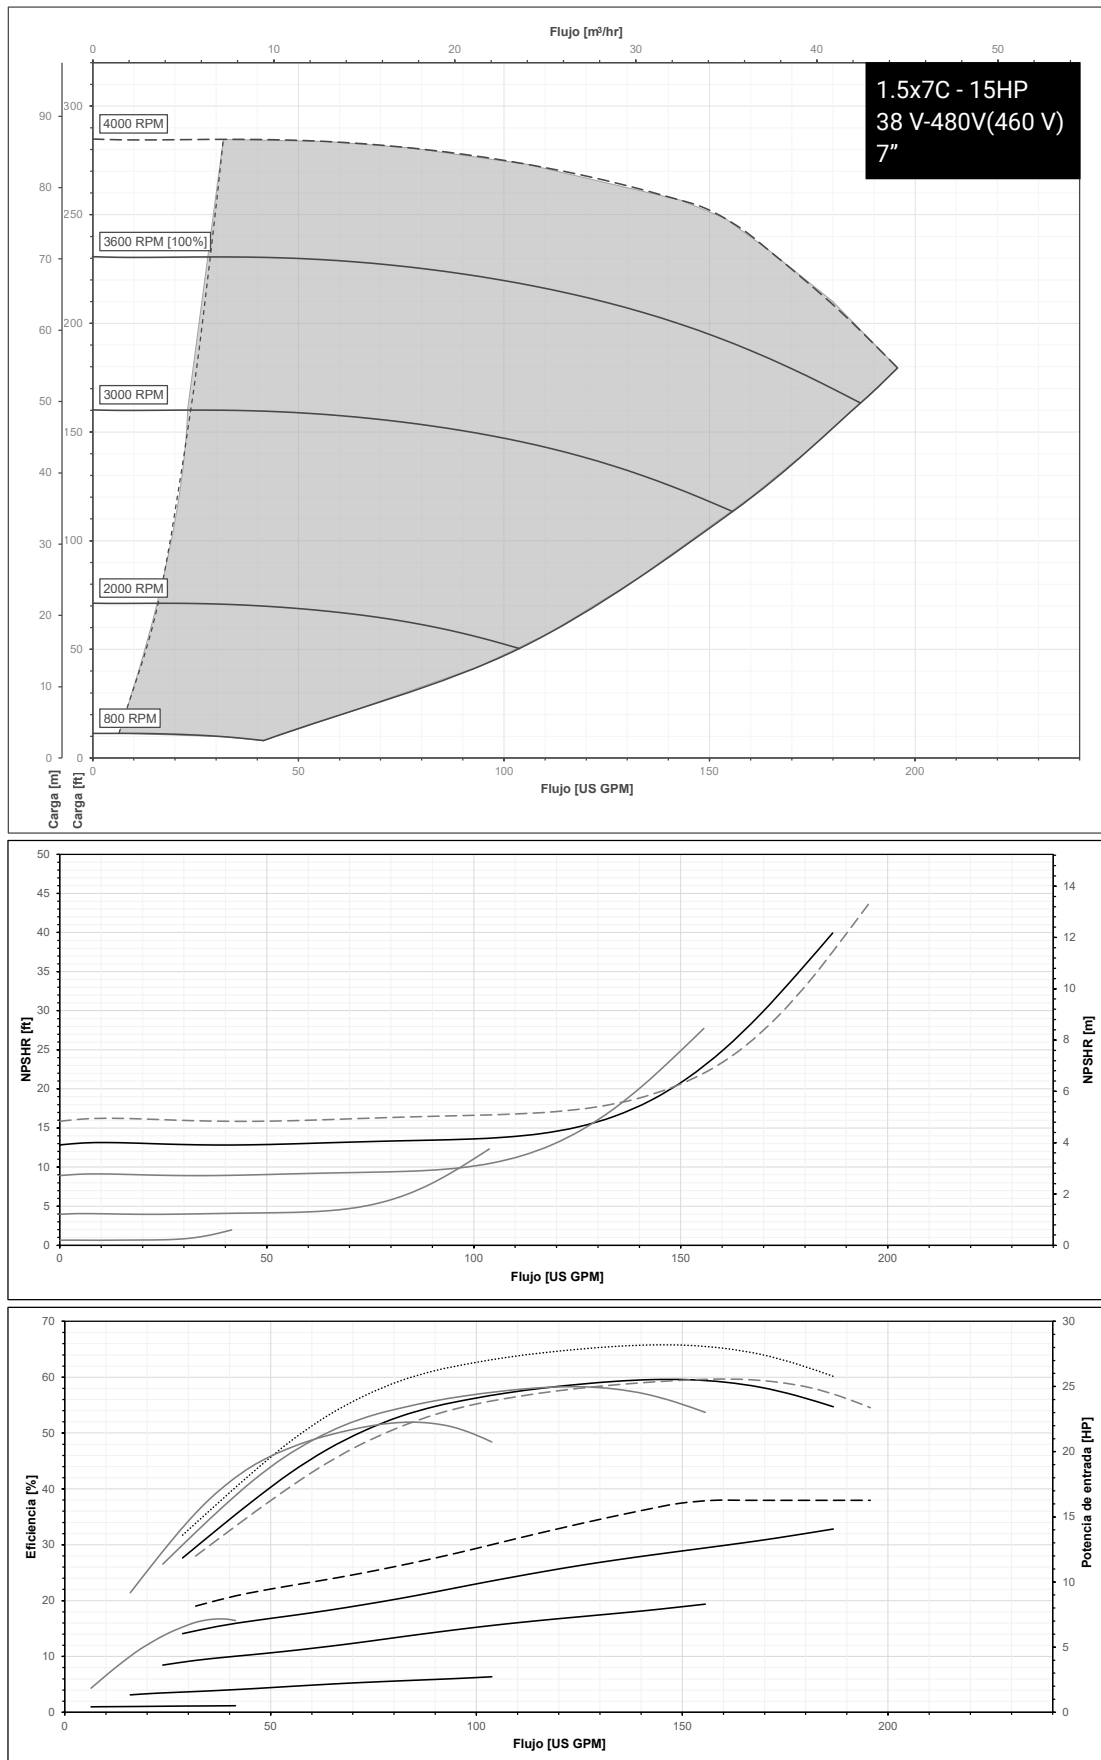 Flujo [m³/hr]
0 10 20 30 40 50
1.5x7C - 15HP
38 V-480V(460 V)
7”
90
300
4000 RPM
80
250
3600 RPM [100%]
70
200
60
3000 RPM
50
150
40
100
30
2000 RPM
20
50
10
800 RPM
0
0
0 50 100 150 200
Carga [m]
Carga [ft]
Flujo [US GPM]
50
45
40
35
30
25
20
15
10
5
0
NPSHR [ft]
14
12
10
8
6
4
2
0
NPSHR [m]
0 50 100 150 200
Flujo [US GPM]
70
60
50
40
30
20
10
0
Eficiencia [%]
30
25
20
15
10
5
0
Potencia de entrada [HP]
0 50 100 150 200
Flujo [US GPM]